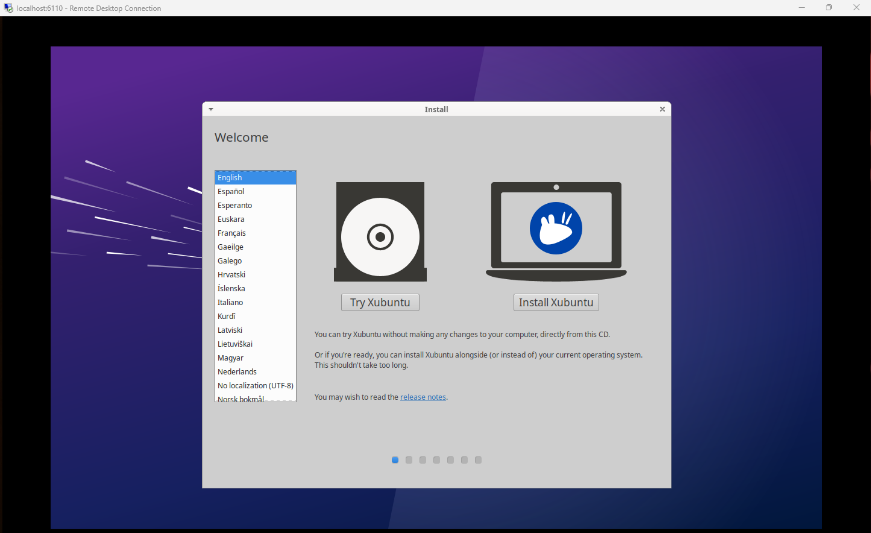 localhost:6110 - Remote Desktop Connection
Install
Welcome
English
Español
Esperanto
Euskara
Français
Gaeilge
Galego
Hrvatski
Íslenska
Italiano
Kurdî
Latviski
Lietuviškai
Magyar
Nederlands
No localization (UTF-8)
Norsk bokmål
Try Xubuntu
Install Xubuntu
You can try Xubuntu without making any changes to your computer, directly from this CD.
Or if you're ready, you can install Xubuntu alongside (or instead of) your current operating system.
This shouldn't take too long.
You may wish to read the release notes.